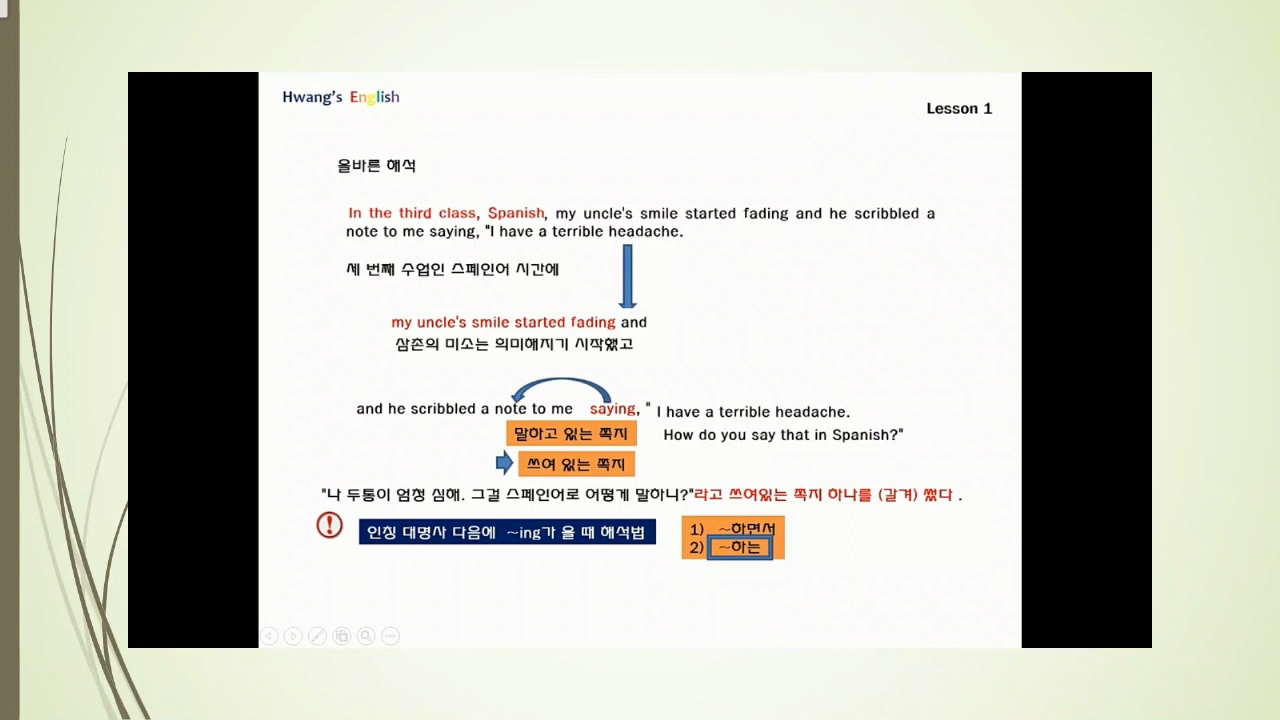 Hwang's English
Lesson 1
올바른 해석
In the third class, Spanish, my uncle's smile started fading and he scribbled a
note to me saying, "I have a terrible headache.
세 번째 수업인 스페인어 시간에
my uncle's smile started fading and
삼촌의 미소는 희미해지기 시작했고
and he scribbled a note to me saying, " I have a terrible headache.
말하고 있는 쪽지 How do you say that in Spanish?"
쓰여 있는 쪽지
"나 두통이 엄청 심해. 그걸 스페인어로 어떻게 말하니?"라고 쓰여있는 쪽지 하나를 (갈겨) 썼다 .
인칭 대명사 다음에 ~ing가 올 때 해석법
1) ~하면서
2) ~하는